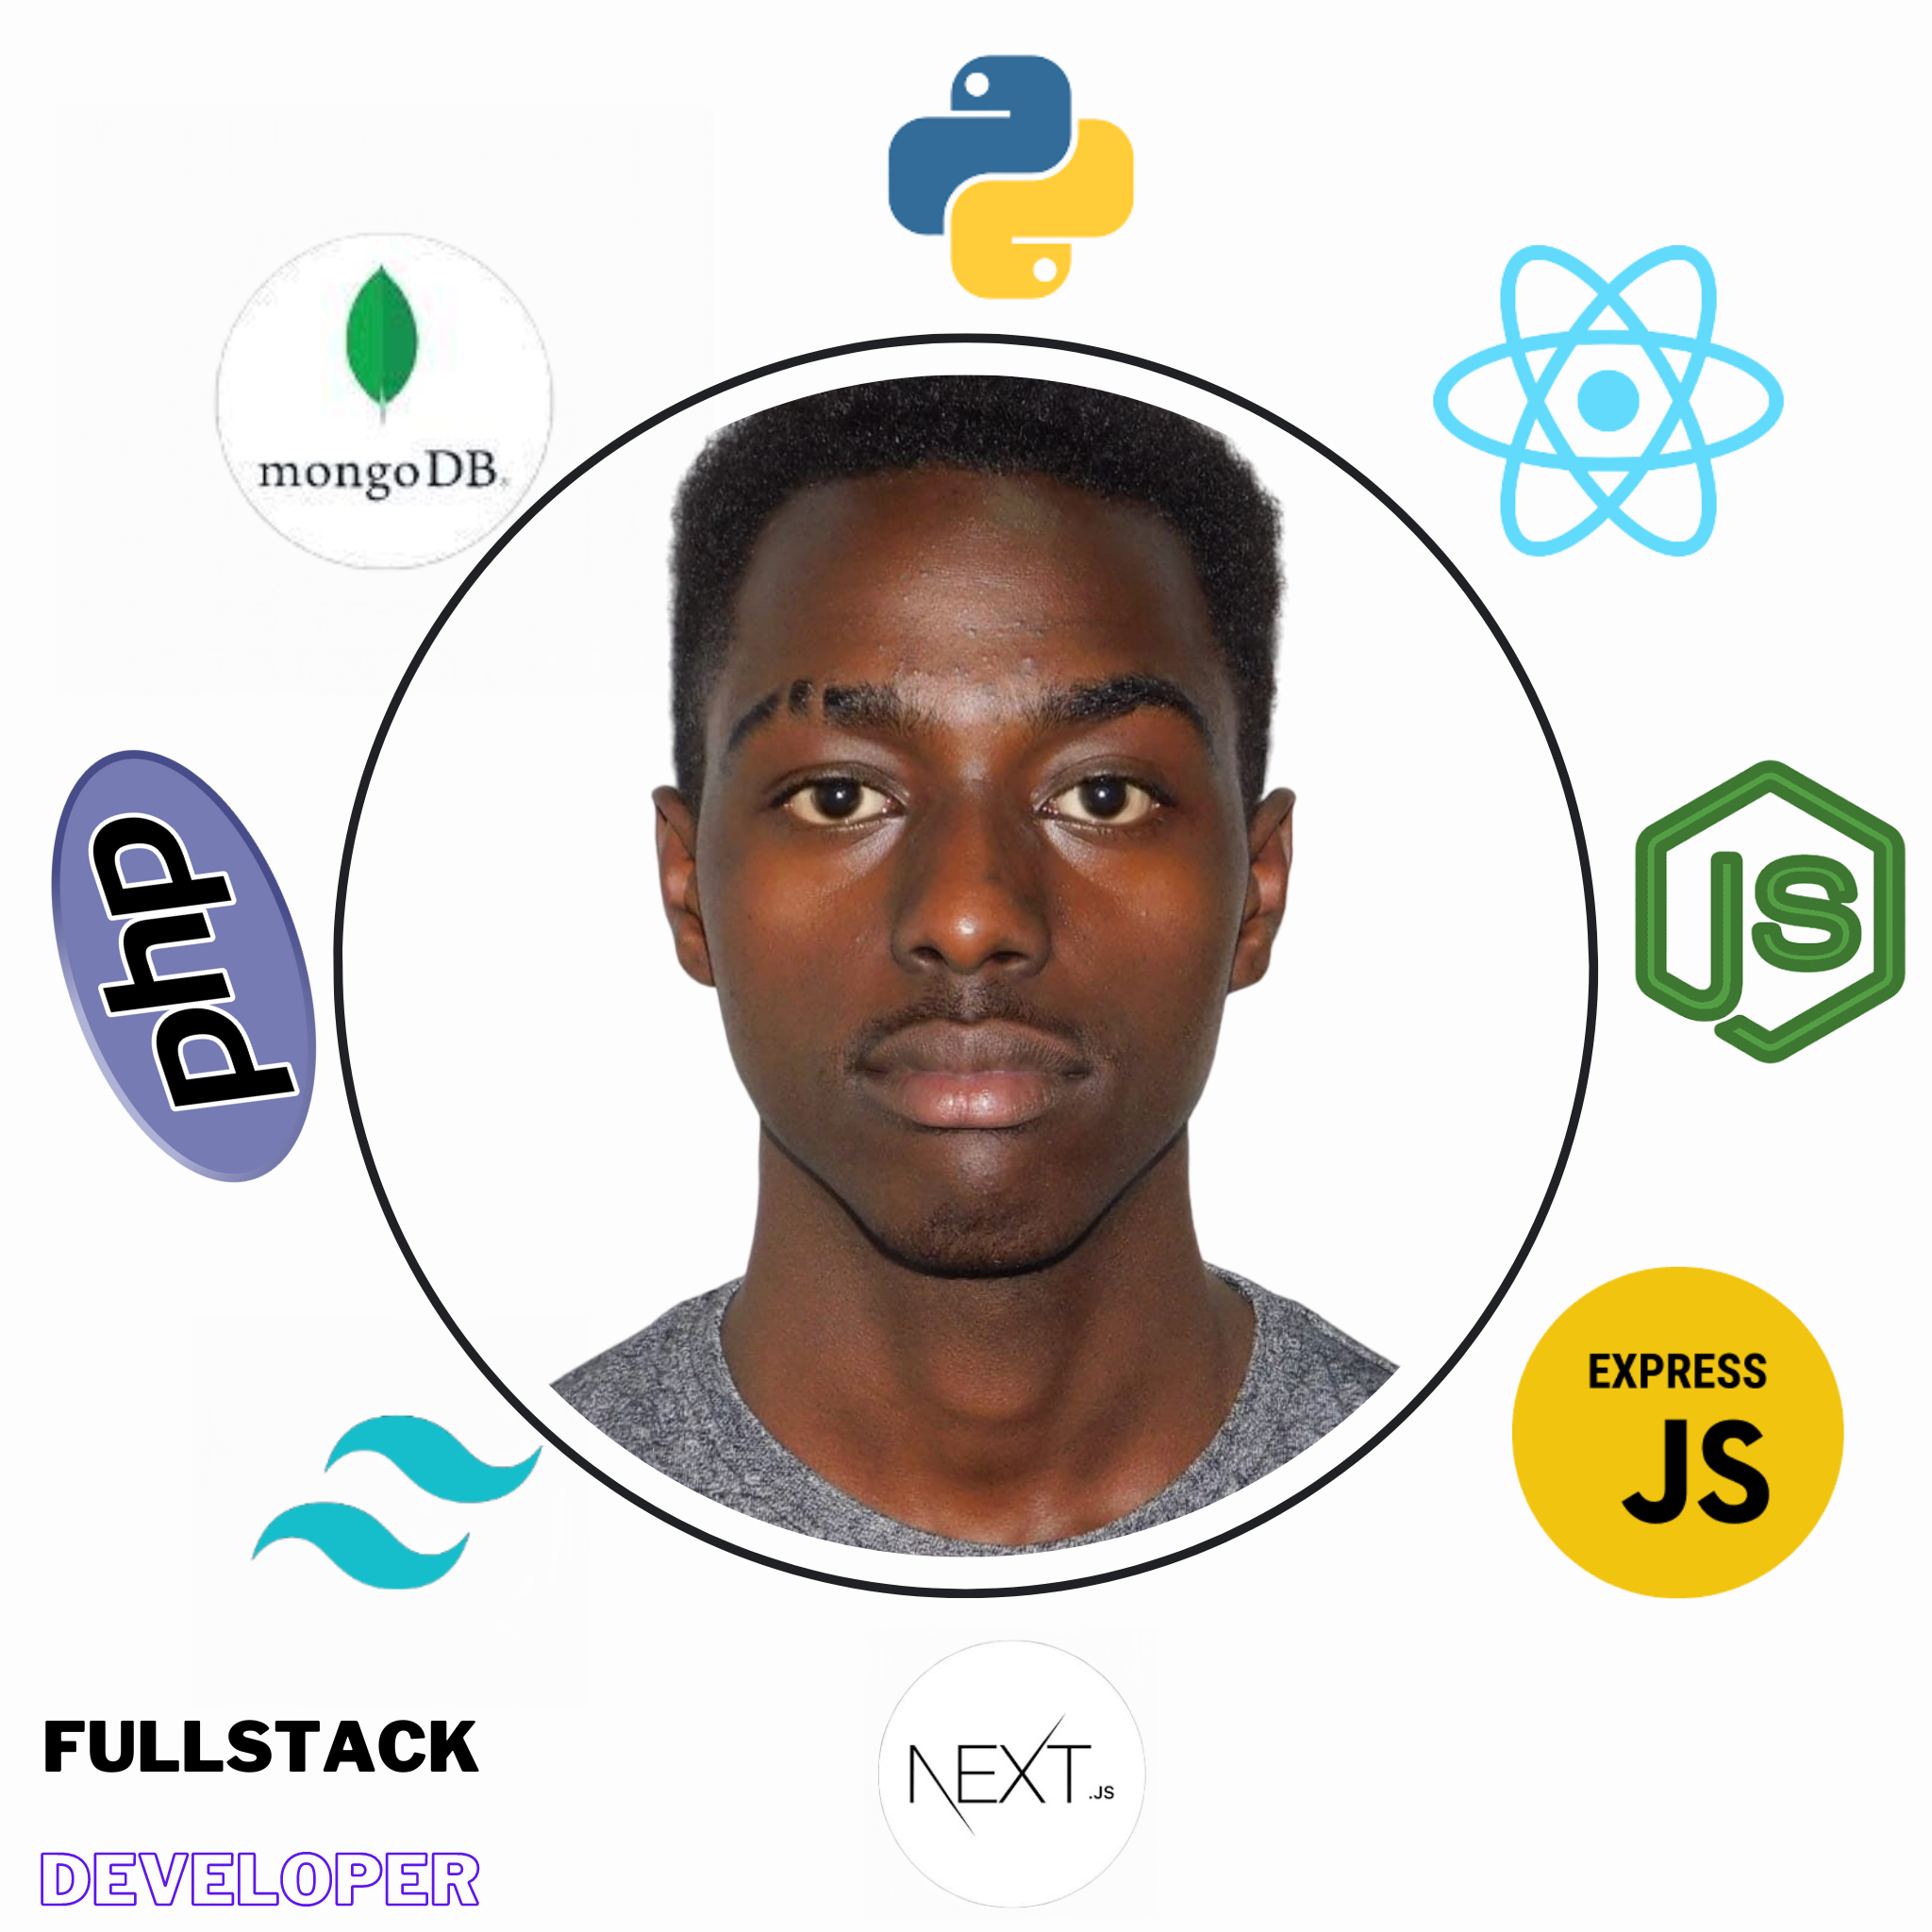 mongoDB.
php
JS
EXPRESS
JS
NEXT.JS
FULLSTACK
DEVELOPER